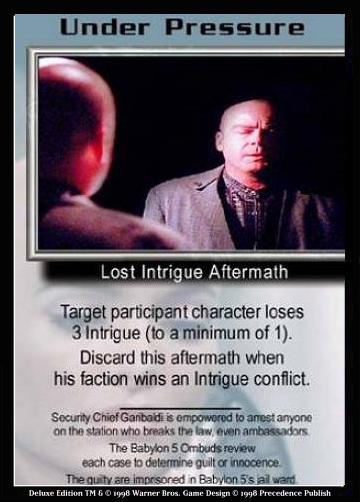 Under Pressure
Lost Intrigue Aftermath
Target participant character loses
3 Intrigue (to a minimum of 1).
Discard this aftermath when
his faction wins an Intrigue conflict.
Security Chief Garibaldi is empowered to arrest anyone
on the station who breaks the law, even ambassadors.
The Babylon 5 Ombuds review
each case to determine guilt or innocence.
The guilty are imprisoned in Babylon 5's jail ward.
Deluxe Edition TM & © 1998 Warner Bros. Game Design © 1998 Precedence Publish